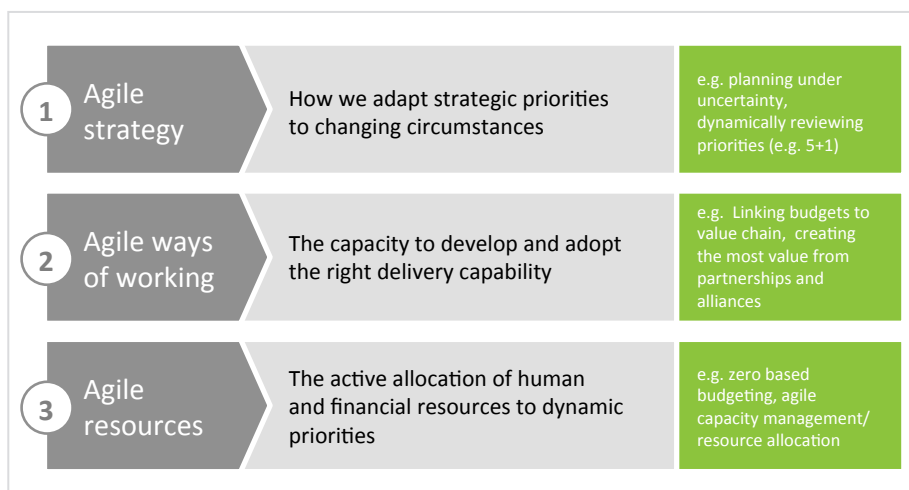 1
Agile
strategy
How we adapt strategic priorities
to changing circumstances
e.g. planning under
uncertainty,
dynamically reviewing
priorities (e.g. 5+1)
2
Agile ways
of working
The capacity to develop and adopt
the right delivery capability
e.g.  Linking budgets to
value chain,  creating
the most value from
partnerships and
alliances
3
Agile
resources
The active allocation of human
and financial resources to dynamic
priorities
e.g. zero based
budgeting, agile
capacity management/
resource allocation